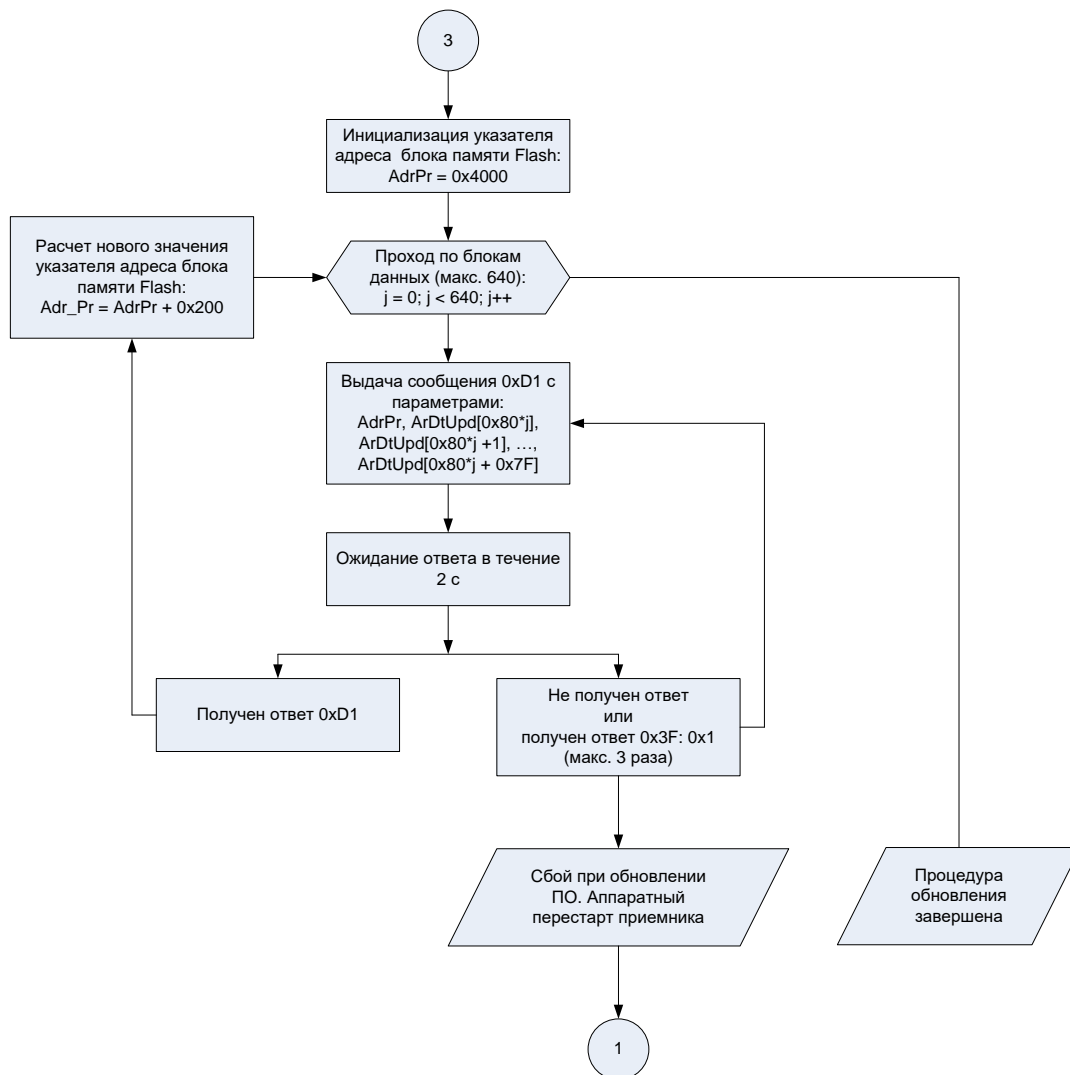 3
Инициализация указателя
адреса блока памяти Flash:
AdrPr = 0x4000
Расчет нового значения
указателя адреса блока
памяти Flash:
Adr_Pr = AdrPr + 0x200
Проход по блокам
данных (макс. 640):
j = 0; j < 640; j++
Выдача сообщения 0xD1 с
параметрами:
AdrPr, ArDtUpd[0x80*j],
ArDtUpd[0x80*j +1], …,
ArDtUpd[0x80*j + 0x7F]
Ожидание ответа в течение
2 с
Получен ответ 0xD1
Не получен ответ
или
получен ответ 0x3F: 0x1
(макс. 3 раза)
Сбой при обновлении
ПО. Аппаратный
перестарт приемника
Процедура
обновления
завершена
1